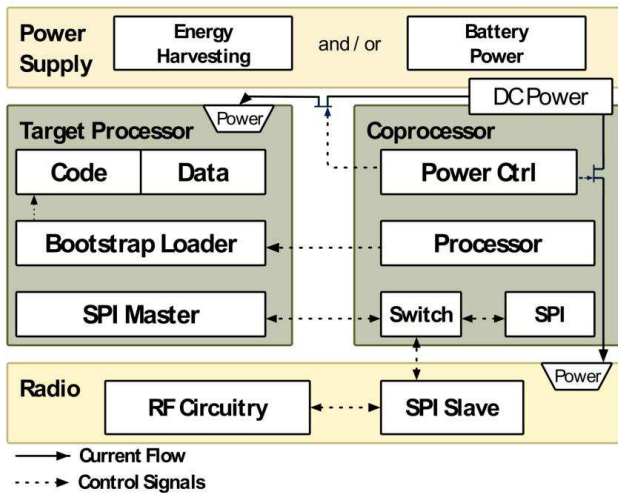 Power Supply
Energy Harvesting
and / or
Battery Power
DC Power
Power
Target Processor
Coprocessor
Code
Data
Power Ctrl
Bootstrap Loader
Processor
SPI Master
Switch
SPI
Power
Radio
RF Circuitry
SPI Slave
Current Flow
Control Signals